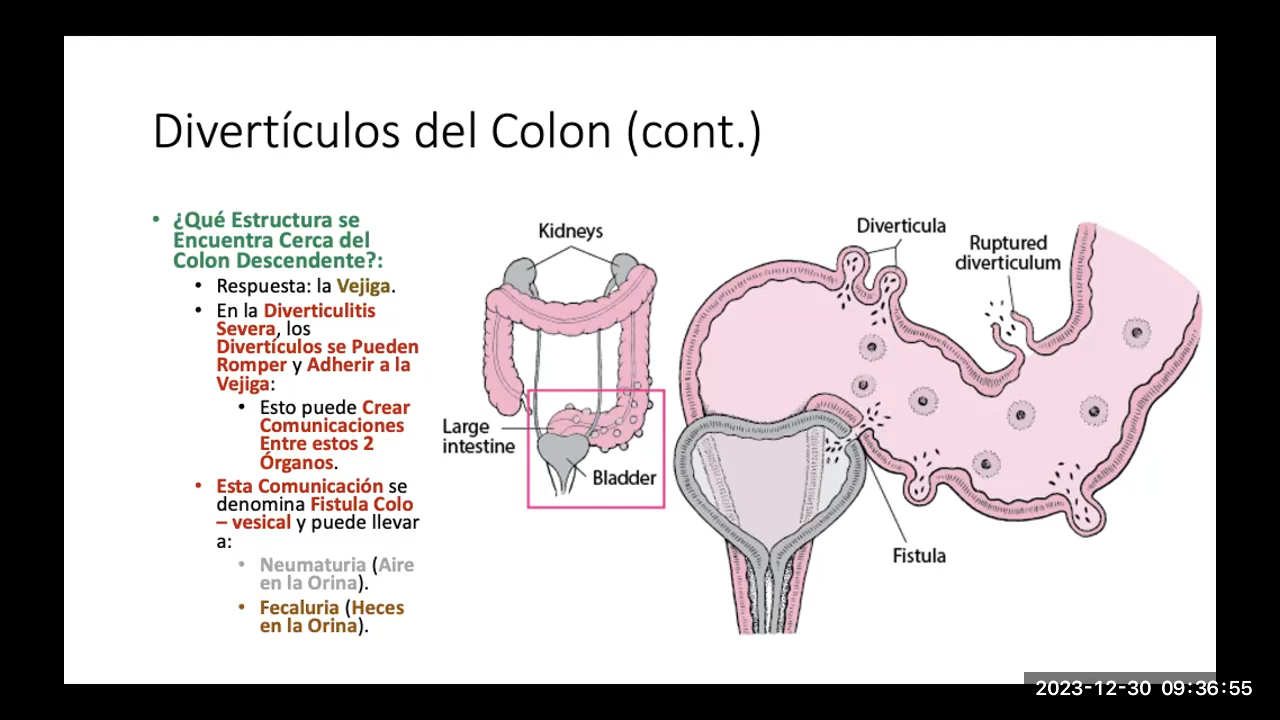 Divertículos del Colon (cont.)
• ¿Qué Estructura se
Encuentra Cerca del
Colon Descendente?:
• Respuesta: la Vejiga.
• En la Diverticulitis
Severa, los
Divertículos se Pueden
Romper y Adherir a la
Vejiga:
• Esto puede Crear
Comunicaciones
Entre estos 2
Órganos.
• Esta Comunicación se
denomina Fistula Colo
– vesical y puede llevar
a:
• Neumaturia (Aire
en la Orina).
• Fecaluria (Heces
en la Orina).
Kidneys
Large
intestine
Bladder
Diverticula
Ruptured
diverticulum
Fistula
2023-12-30 09:36:55